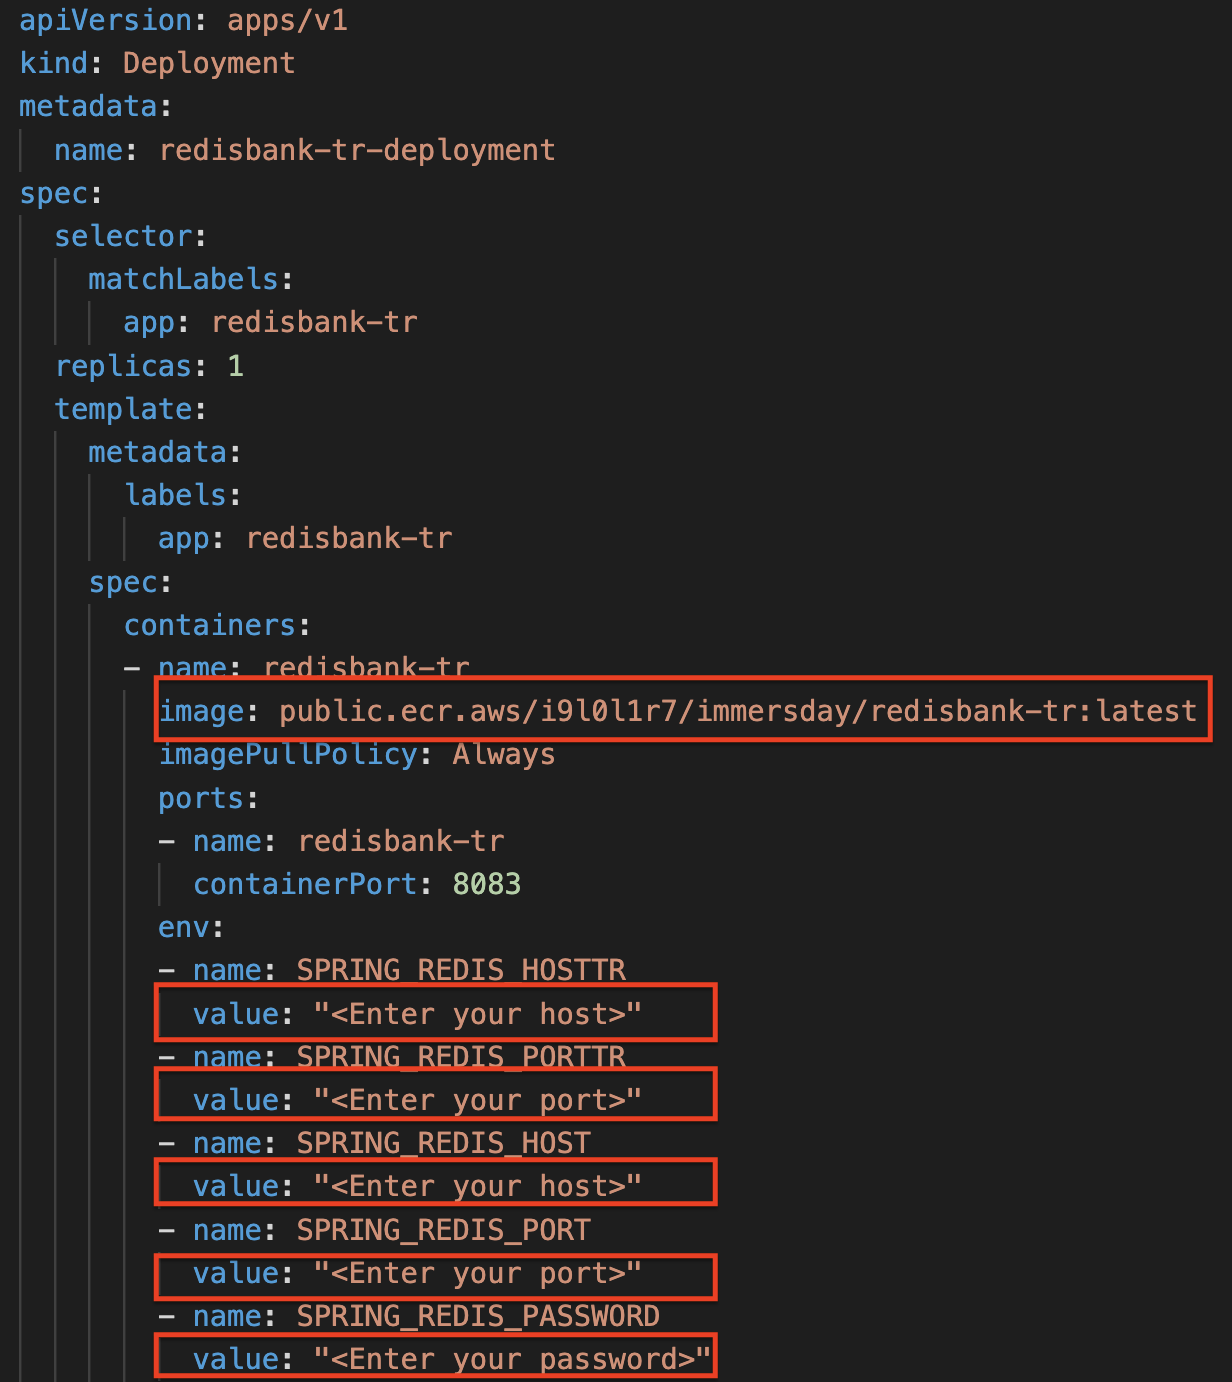 apiVersion: apps/v1
kind: Deployment
metadata:
  name: redisbank-tr-deployment
spec:
  selector:
    matchLabels:
      app: redisbank-tr
  replicas: 1
  template:
    metadata:
      labels:
        app: redisbank-tr
    spec:
      containers:
      - name: redisbank-tr
        image: public.ecr.aws/i9l0l1r7/immersday/redisbank-tr:latest
        imagePullPolicy: Always
        ports:
        - name: redisbank-tr
          containerPort: 8083
        env:
        - name: SPRING_REDIS_HOSTTR
          value: "<Enter your host>"
        - name: SPRING_REDIS_PORTTR
          value: "<Enter your port>"
        - name: SPRING_REDIS_HOST
          value: "<Enter your host>"
        - name: SPRING_REDIS_PORT
          value: "<Enter your port>"
        - name: SPRING_REDIS_PASSWORD
          value: "<Enter your password>"